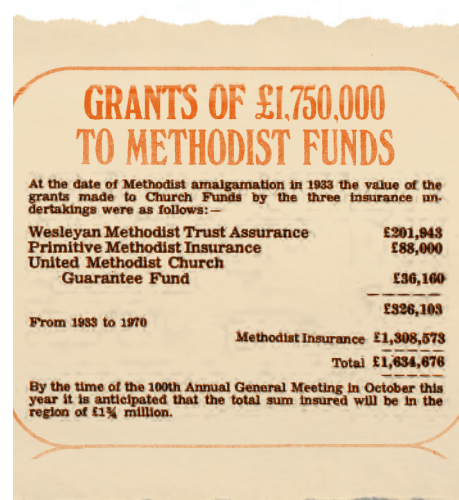 GRANTS OF £1,750,000
TO METHODIST FUNDS
At the date of Methodist amalgamation in 1933 the value of the
grants made to Church Funds by the three insurance un-
dertakings were as follows:—
Wesleyan Methodist Trust Assurance £201,943
Primitive Methodist Insurance £88,000
United Methodist Church
Guarantee Fund £36,160
£326,103
From 1933 to 1970
Methodist Insurance £1,308,573
Total £1,634,676
By the time of the 100th Annual General Meeting in October this
year it is anticipated that the total sum insured will be in the
region of £1¾ million.